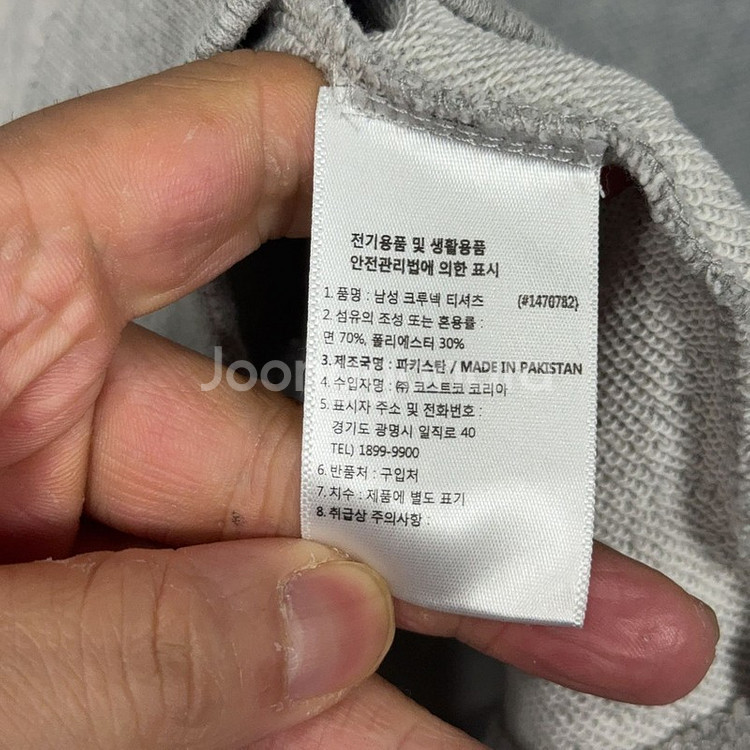 전기용품 및 생활용품
안전관리법에 의한 표시
1. 품명 : 남성 크루넥 티셔츠 (#1476782)
2. 섬유의 조성 또는 혼용률 :
면 70%, 폴리에스터 30%
3. 제조국명 : 파키스탄 / MADE IN PAKISTAN
4. 수입자명 : ㈜ 코스트코 코리아
5. 표시자 주소 및 전화번호 :
경기도 광명시 일직로 40
TEL) 1899-9900
6. 반품처 : 구입처
7. 치수 : 제품에 별도 표기
8. 취급상 주의사항 :